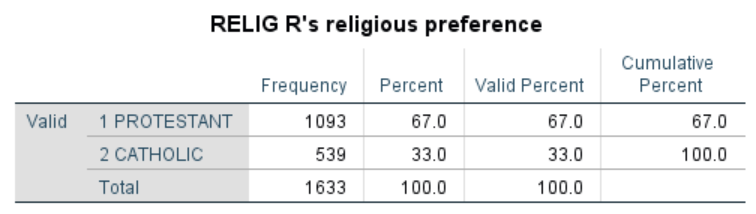 RELIG R's religious preference
Frequency Percent Valid Percent Cumulative Percent
Valid 1 PROTESTANT 1093 67.0 67.0 67.0
2 CATHOLIC 539 33.0 33.0 100.0
Total 1633 100.0 100.0